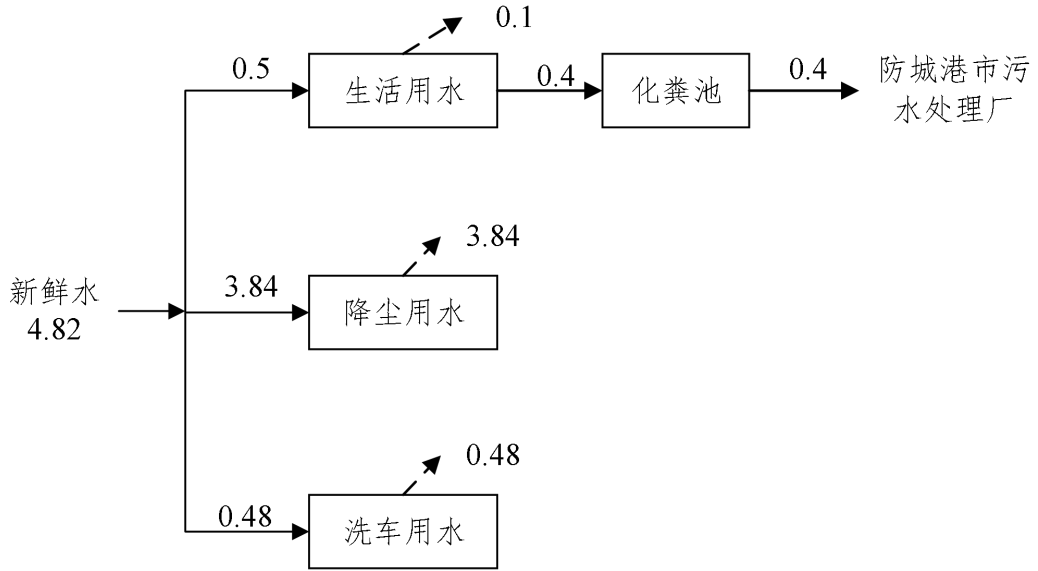 0.1
0.5
生活用水
0.4
化粪池
0.4
防城港市污
水处理厂
3.84
新鲜水
4.82
3.84
降尘用水
0.48
0.48
洗车用水